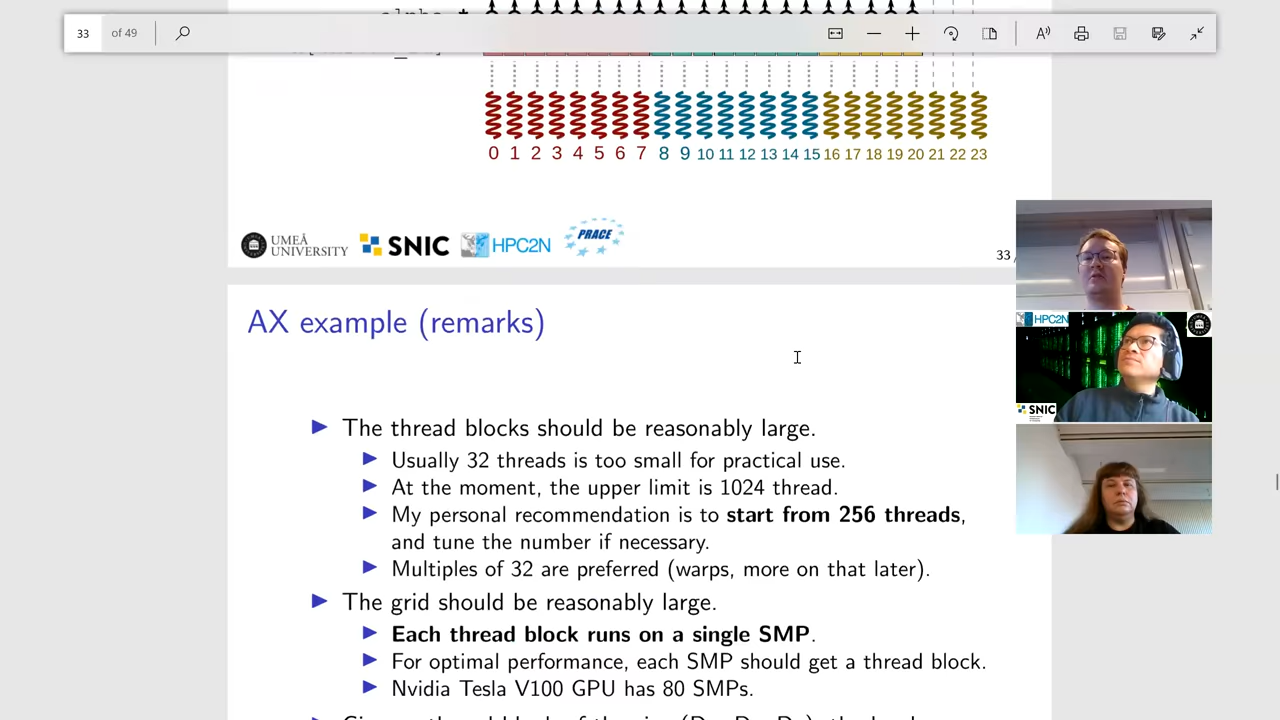 33 of 49
0 1 2 3 4 5 6 7 8 9 10 11 12 13 14 15 16 17 18 19 20 21 22 23
UMEÅ UNIVERSITY SNIC HPC2N PRACE
33 /
AX example (remarks)
HPC2N
SNIC
The thread blocks should be reasonably large.
Usually 32 threads is too small for practical use.
At the moment, the upper limit is 1024 thread.
My personal recommendation is to start from 256 threads,
and tune the number if necessary.
Multiples of 32 are preferred (warps, more on that later).
The grid should be reasonably large.
Each thread block runs on a single SMP.
For optimal performance, each SMP should get a thread block.
Nvidia Tesla V100 GPU has 80 SMPs.